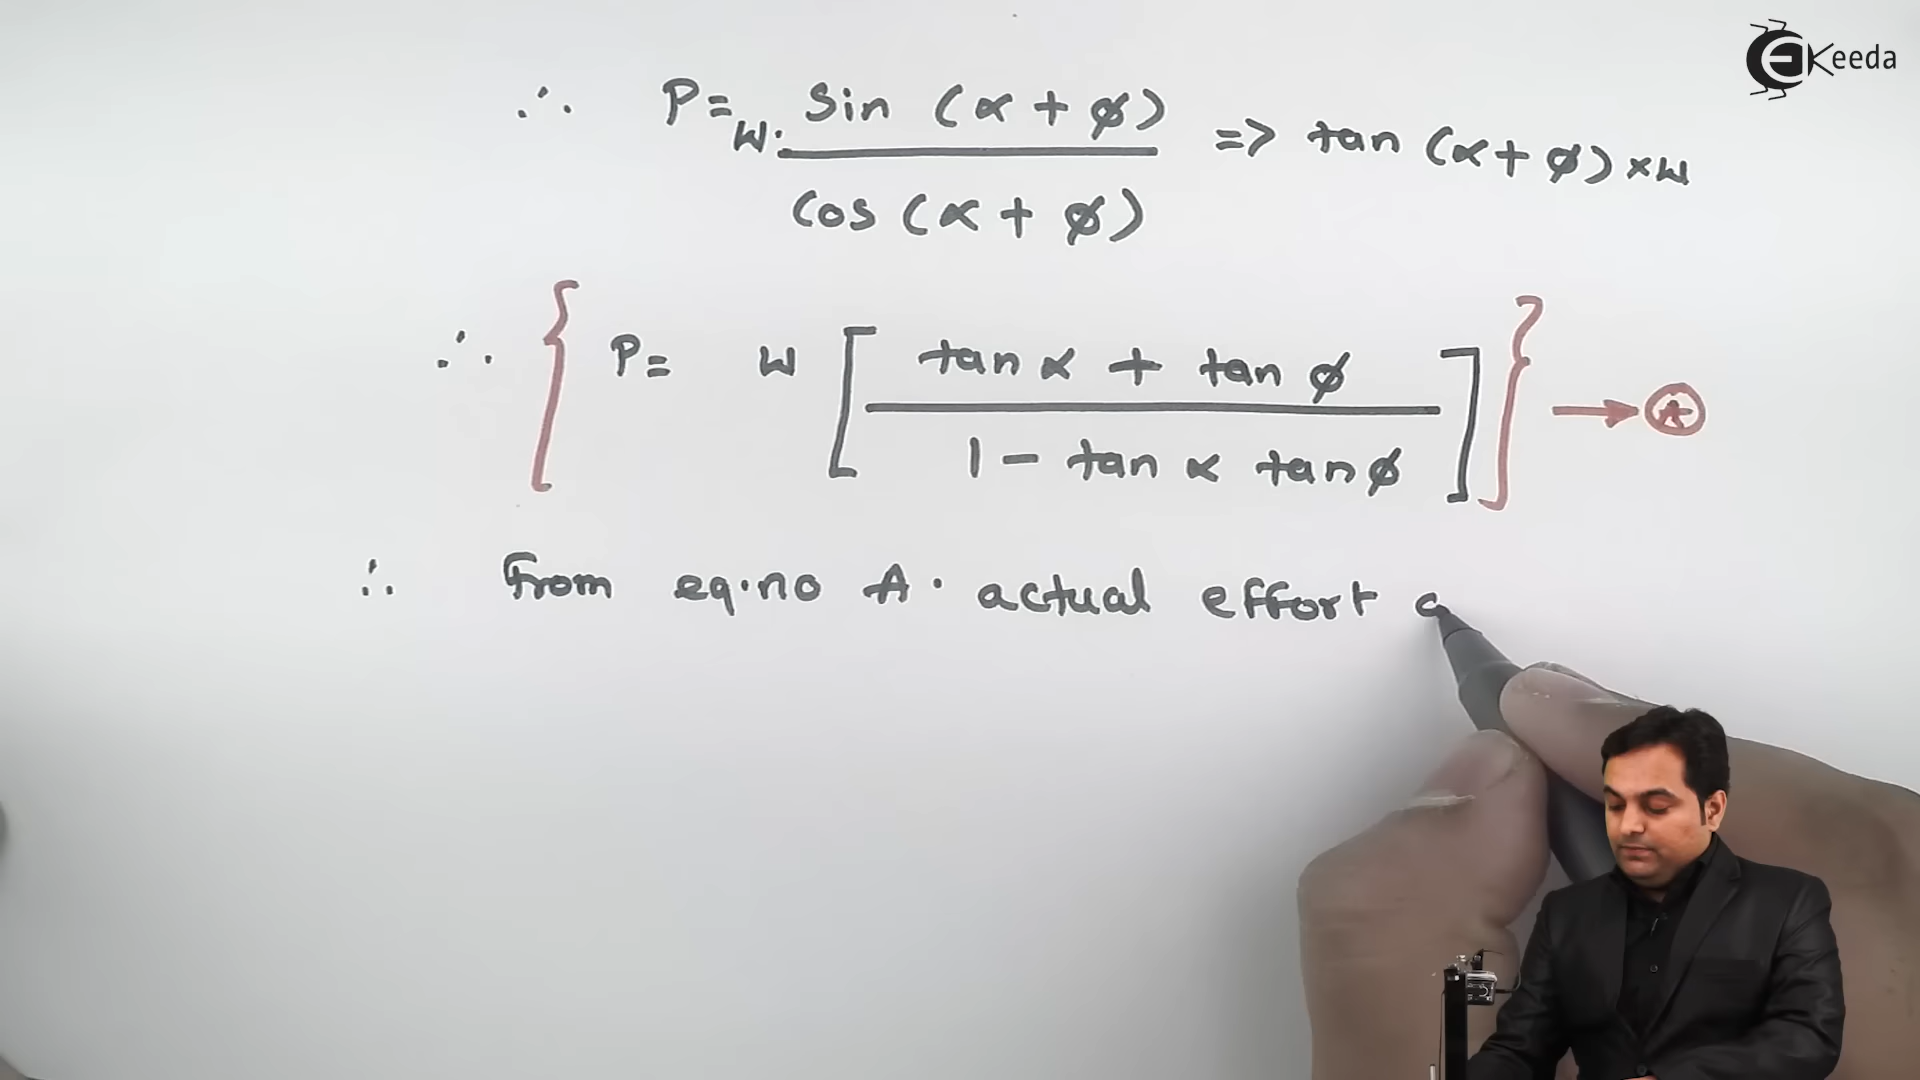 EKeeda
∴ P = W. sin (α + ø) / cos (α + ø) => tan (α + ø) × W
∴ { P = W [ tan α + tan ø / 1 - tan α tan ø ] } → A
∴ From eq.no A. actual effort a